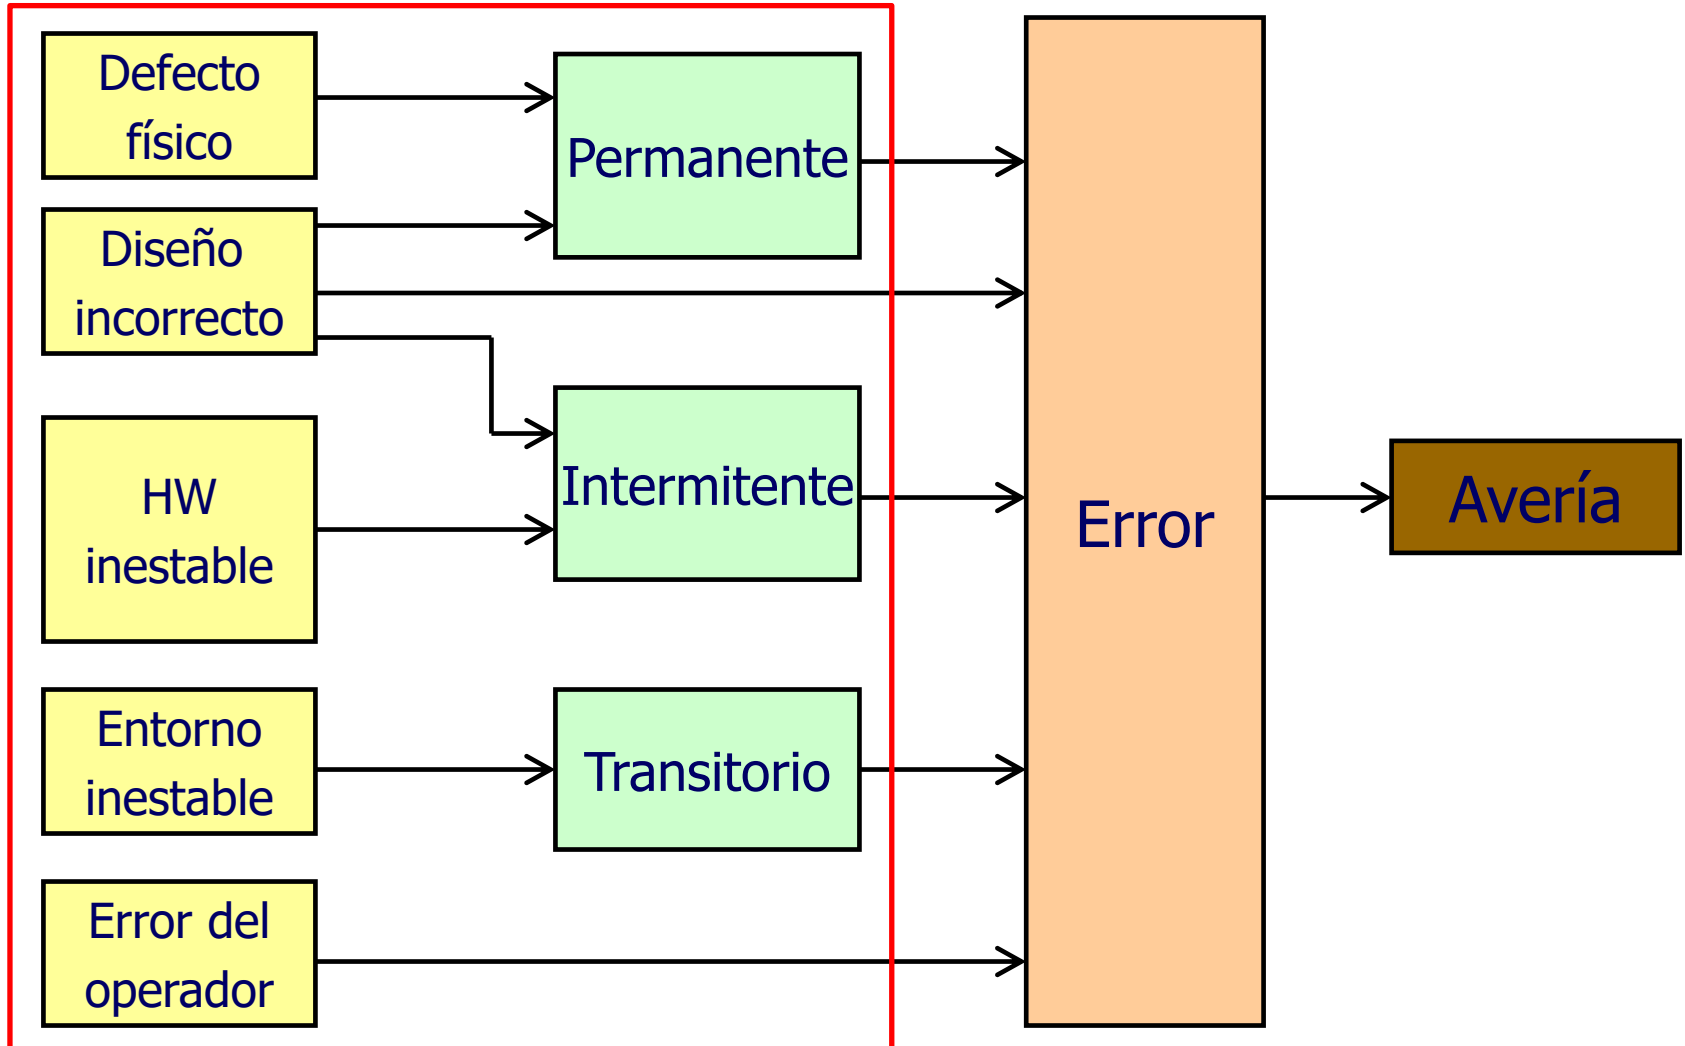 Defecto
físico
Permanente
Diseño
incorrecto
HW
inestable
Intermitente
Error
Avería
Entorno
inestable
Transitorio
Error del
operador